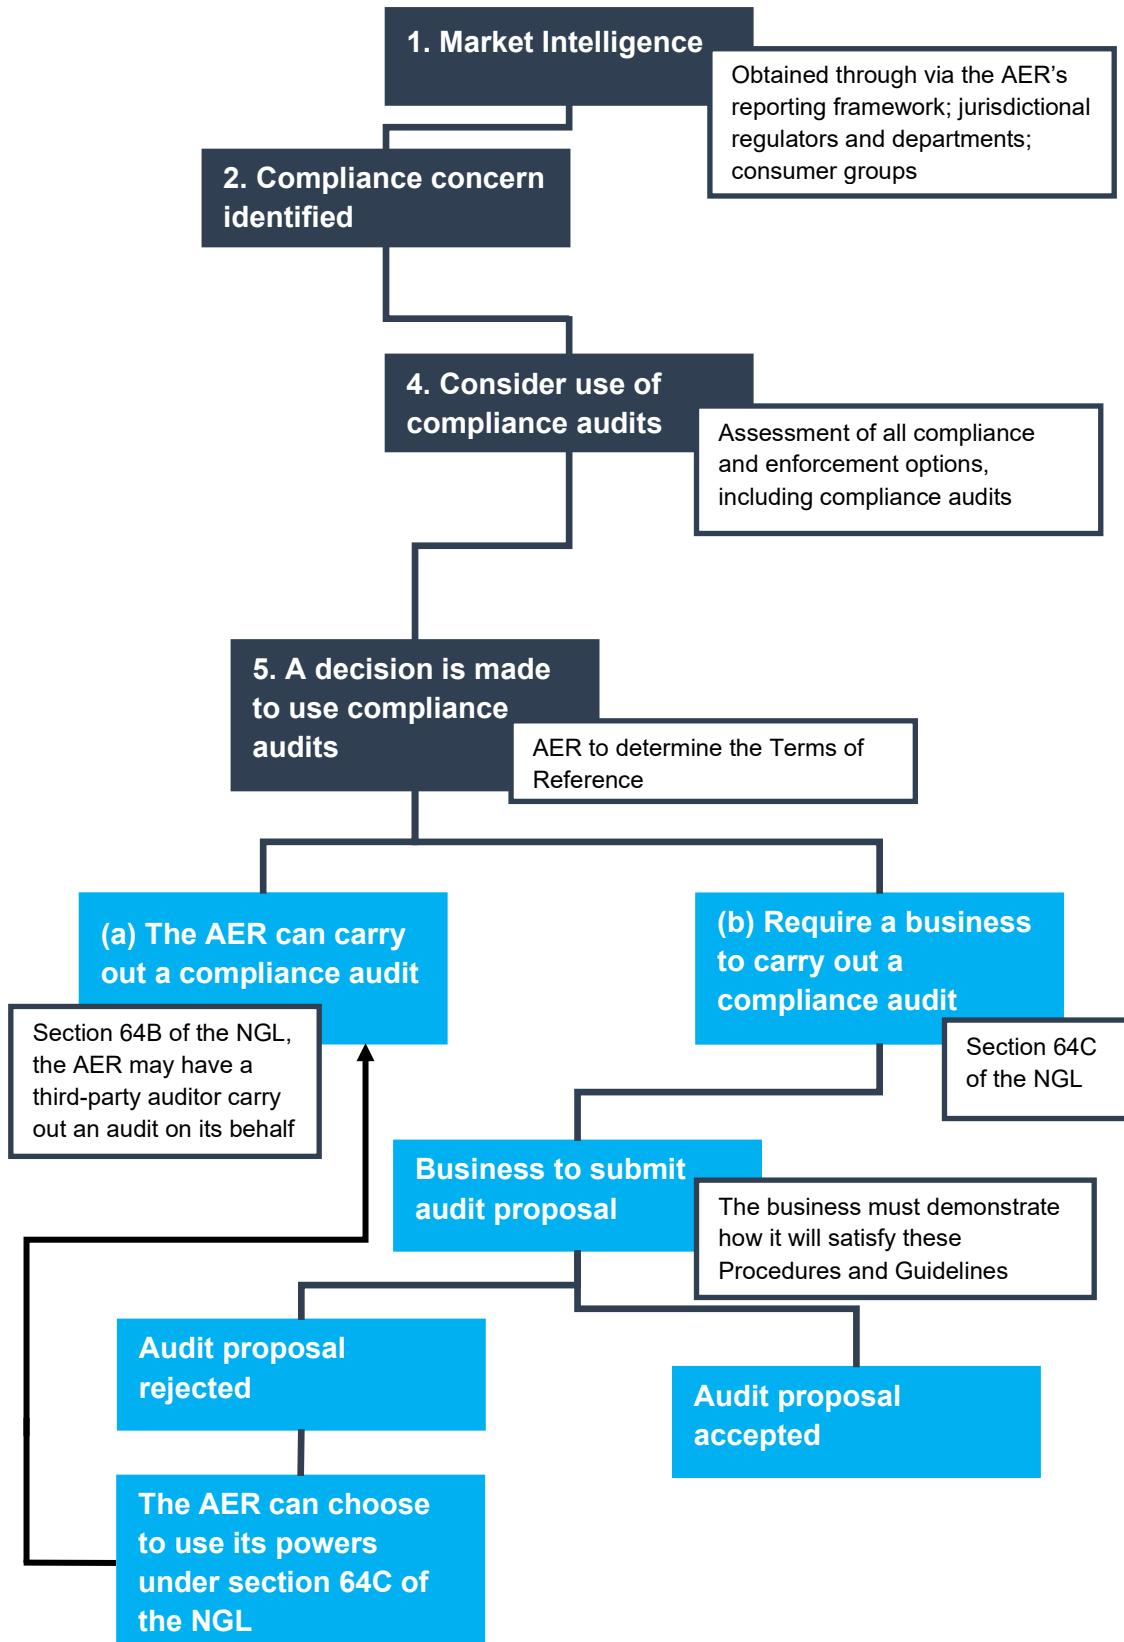 1. Market Intelligence
Obtained through via the AER’s
reporting framework; jurisdictional
regulators and departments;
consumer groups
2. Compliance concern
identified
4. Consider use of
compliance audits
Assessment of all compliance
and enforcement options,
including compliance audits
5. A decision is made
to use compliance
audits
AER to determine the Terms of
Reference
(a) The AER can carry
out a compliance audit
Section 64B of the NGL,
the AER may have a
third-party auditor carry
out an audit on its behalf
(b) Require a business
to carry out a
compliance audit
Section 64C
of the NGL
Business to submit
audit proposal
The business must demonstrate
how it will satisfy these
Procedures and Guidelines
Audit proposal
rejected
Audit proposal
accepted
The AER can choose
to use its powers
under section 64C of
the NGL